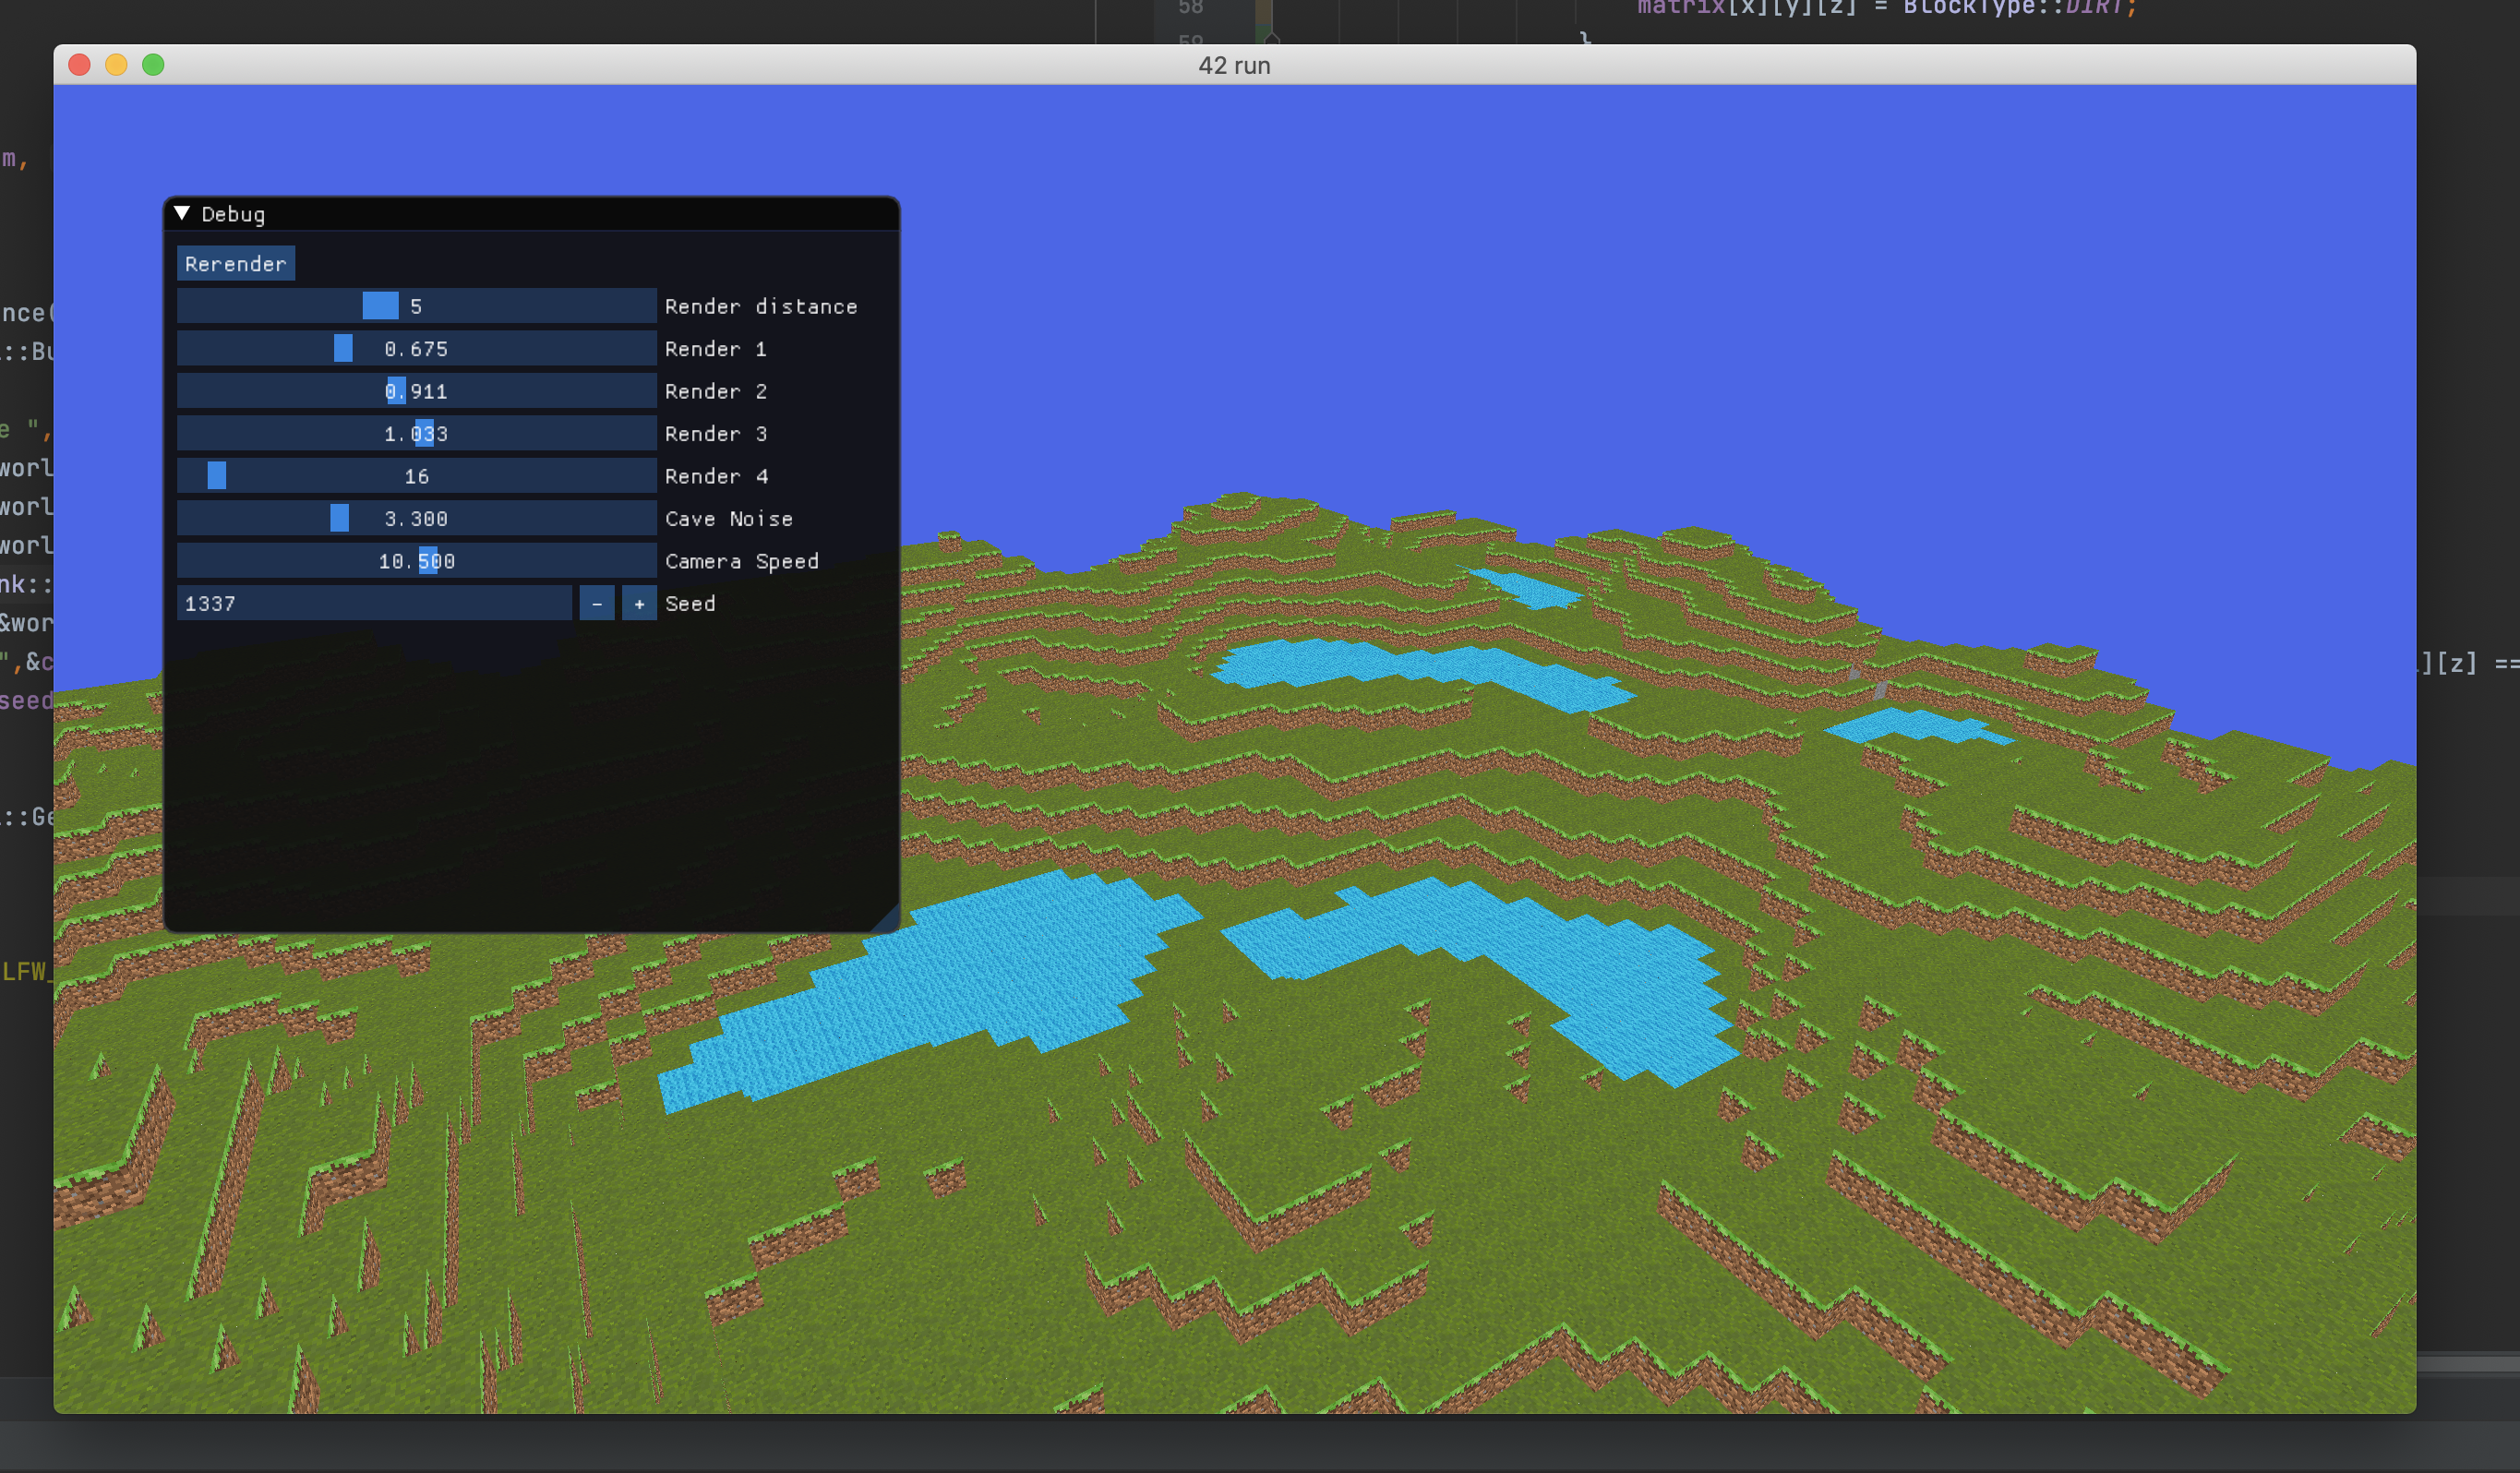 58
matrix[x][y][z] = BlockType::DIRT;
59
}
42 run
m,
Debug
Rerender
nce(
5 Render distance
::Bu
0.675 Render 1
0.911 Render 2
e ",
1.033 Render 3
worl
16 Render 4
worl
3.300 Cave Noise
worl
10.500 Camera Speed
nk::
1337 - + Seed
&wor
",&c
][z] ==
seed
::Ge
LFW_